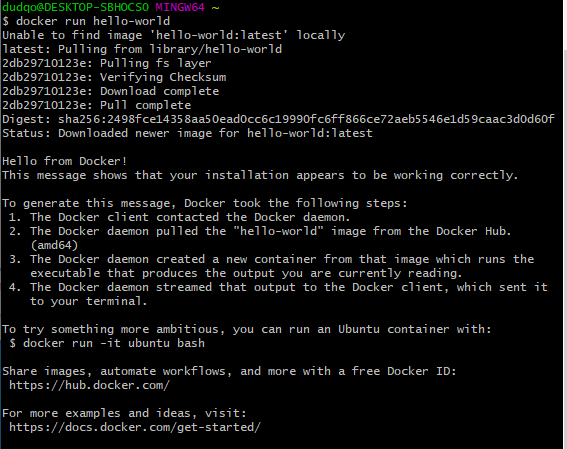 dudqo@DESKTOP-SBHOCSO MINGW64 ~
$ docker run hello-world
Unable to find image 'hello-world:latest' locally
latest: Pulling from library/hello-world
2db29710123e: Pulling fs layer
2db29710123e: Verifying Checksum
2db29710123e: Download complete
2db29710123e: Pull complete
Digest: sha256:2498fce14358aa50ead0cc6c19990fc6ff866ce72aeb5546e1d59caac3d0d60f
Status: Downloaded newer image for hello-world:latest
Hello from Docker!
This message shows that your installation appears to be working correctly.
To generate this message, Docker took the following steps:
1. The Docker client contacted the Docker daemon.
2. The Docker daemon pulled the "hello-world" image from the Docker Hub.
(amd64)
3. The Docker daemon created a new container from that image which runs the
executable that produces the output you are currently reading.
4. The Docker daemon streamed that output to the Docker client, which sent it
to your terminal.
To try something more ambitious, you can run an Ubuntu container with:
$ docker run -it ubuntu bash
Share images, automate workflows, and more with a free Docker ID:
https://hub.docker.com/
For more examples and ideas, visit:
https://docs.docker.com/get-started/